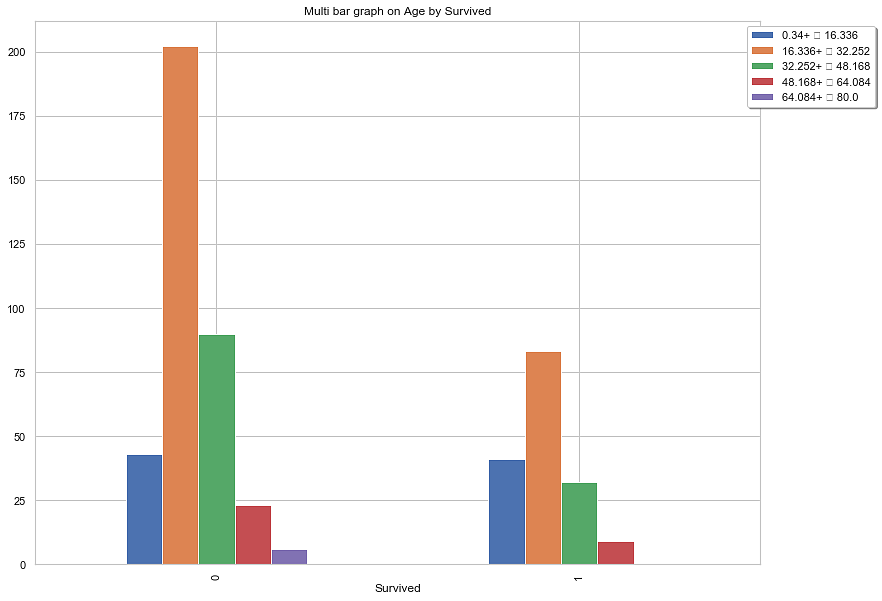 Multi bar graph on Age by Survived
0.34+ 􏿮 16.336
16.336+ 􏿮 32.252
32.252+ 􏿮 48.168
48.168+ 􏿮 64.084
64.084+ 􏿮 80.0
200
175
150
125
100
75
50
25
0
0
1
Survived